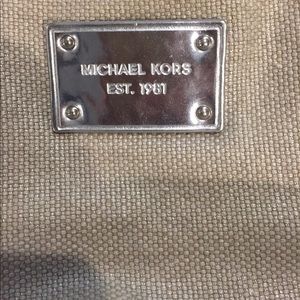 MICHAEL KORS
EST. 1981